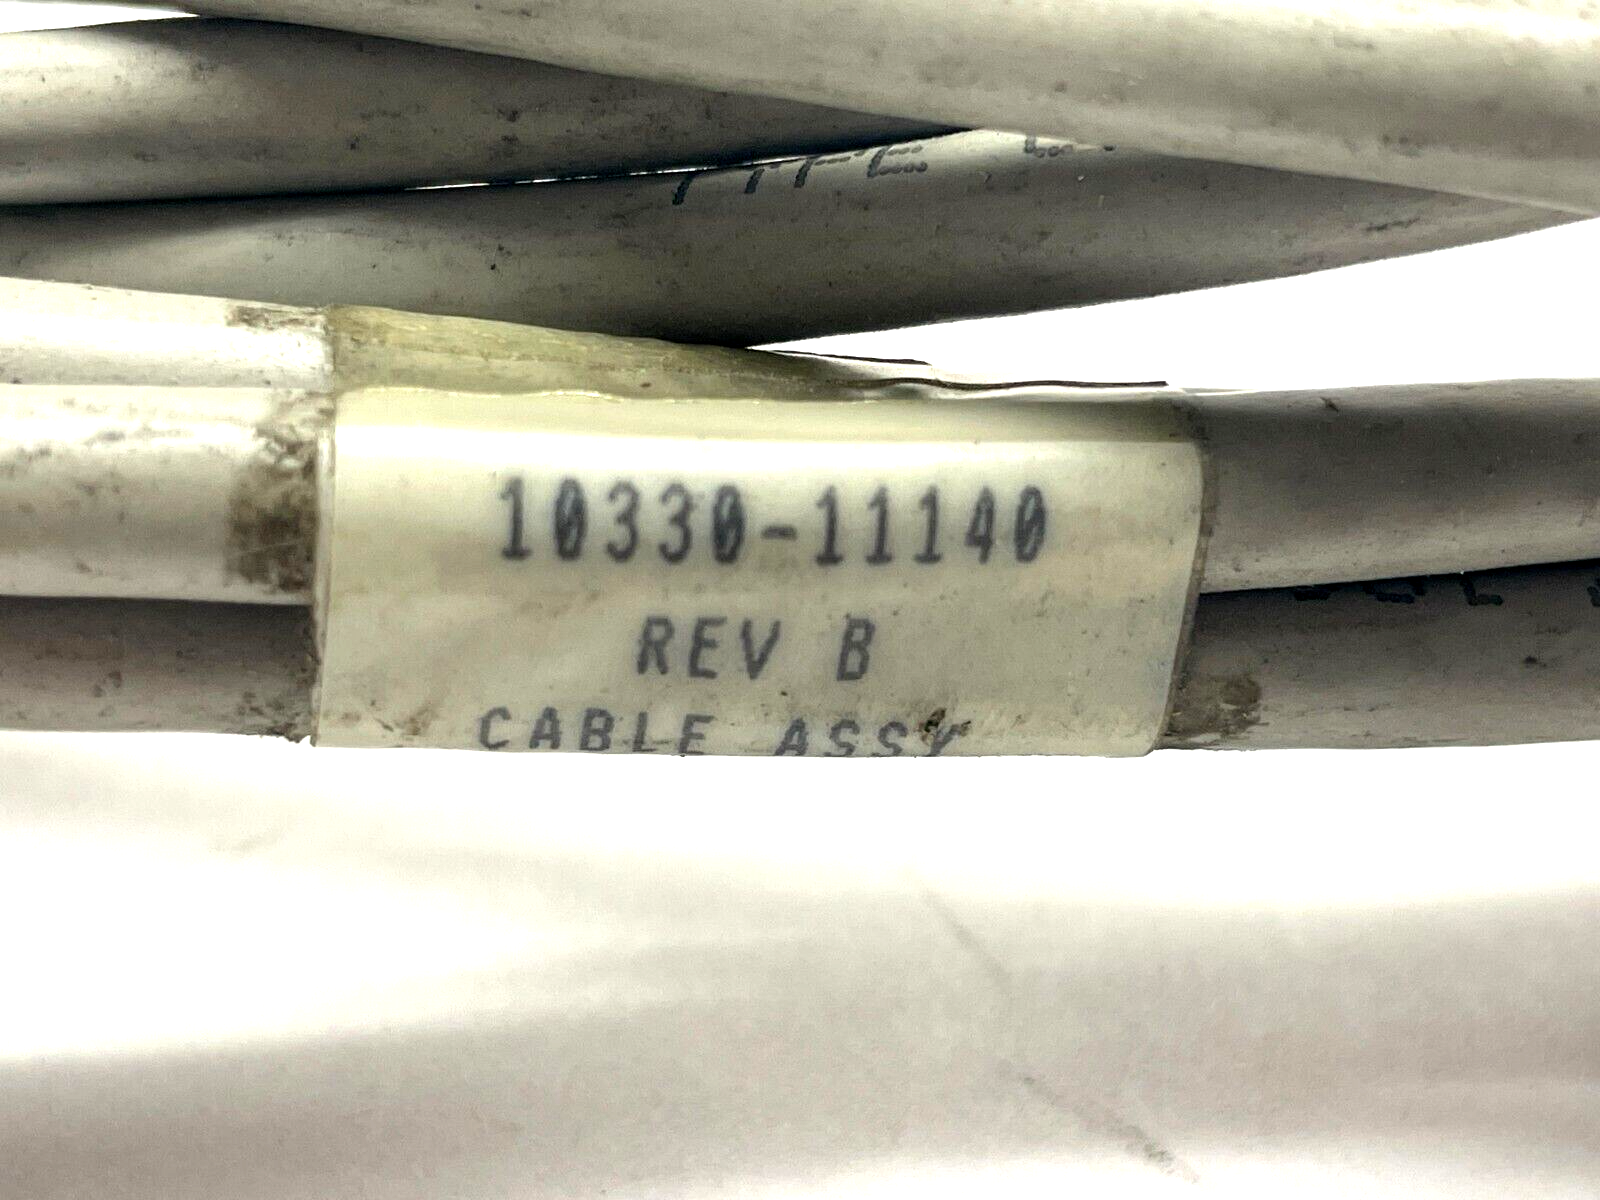 10330-11140
REV B
CABLE ASSY